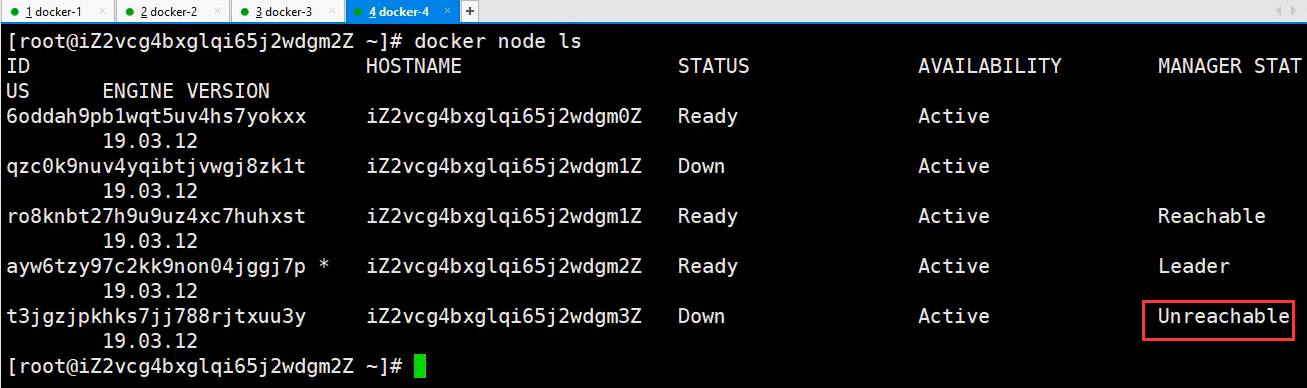 1 docker-1 × 2 docker-2 × 3 docker-3 × 4 docker-4 × +
[root@iZ2vcg4bxglqi65j2wdgm2Z ~]# docker node ls
ID HOSTNAME STATUS AVAILABILITY MANAGER STAT
US ENGINE VERSION
6oddah9pb1wqt5uv4hs7yokxx iZ2vcg4bxglqi65j2wdgm0Z Ready Active
19.03.12
qzc0k9nuv4yqibtjvwgj8zk1t iZ2vcg4bxglqi65j2wdgm1Z Down Active
19.03.12
ro8knbt27h9u9uz4xc7huhxst iZ2vcg4bxglqi65j2wdgm1Z Ready Active Reachable
19.03.12
ayw6tzy97c2kk9non04jggj7p * iZ2vcg4bxglqi65j2wdgm2Z Ready Active Leader
19.03.12
t3jgzjpkhks7jj788rjtxuu3y iZ2vcg4bxglqi65j2wdgm3Z Down Active Unreachable
19.03.12
[root@iZ2vcg4bxglqi65j2wdgm2Z ~]#